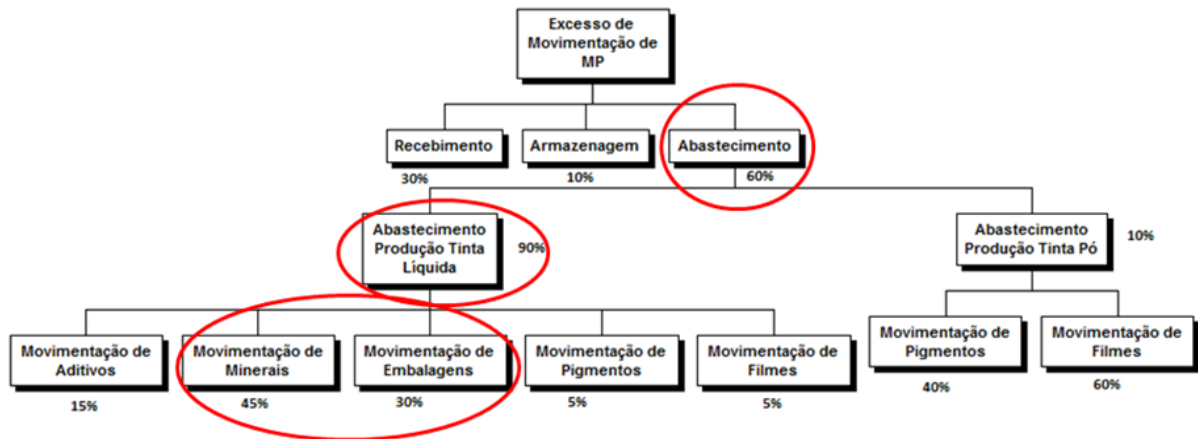 Excesso de
Movimentação de
MP
Recebimento
Armazenagem
Abastecimento
30%
10%
60%
Abastecimento
Produção Tinta
Líquida
90%
Abastecimento
Produção Tinta Pó
10%
Movimentação de
Aditivos
Movimentação de
Minerais
Movimentação de
Embalagens
Movimentação de
Pigmentos
Movimentação de
Filmes
Movimentação de
Pigmentos
Movimentação de
Filmes
15%
45%
30%
5%
5%
40%
60%